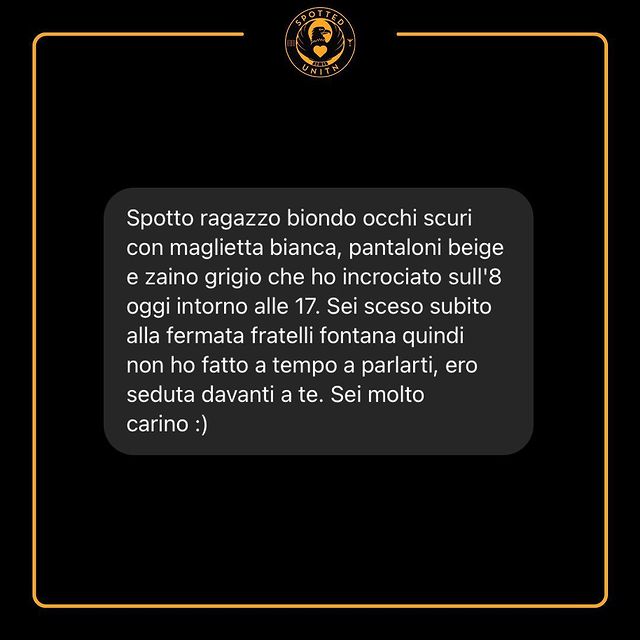 SPOTTED
UNITN
Spotto ragazzo biondo occhi scuri
con maglietta bianca, pantaloni beige
e zaino grigio che ho incrociato sull'8
oggi intorno alle 17. Sei sceso subito
alla fermata fratelli fontana quindi
non ho fatto a tempo a parlarti, ero
seduta davanti a te. Sei molto
carino :)